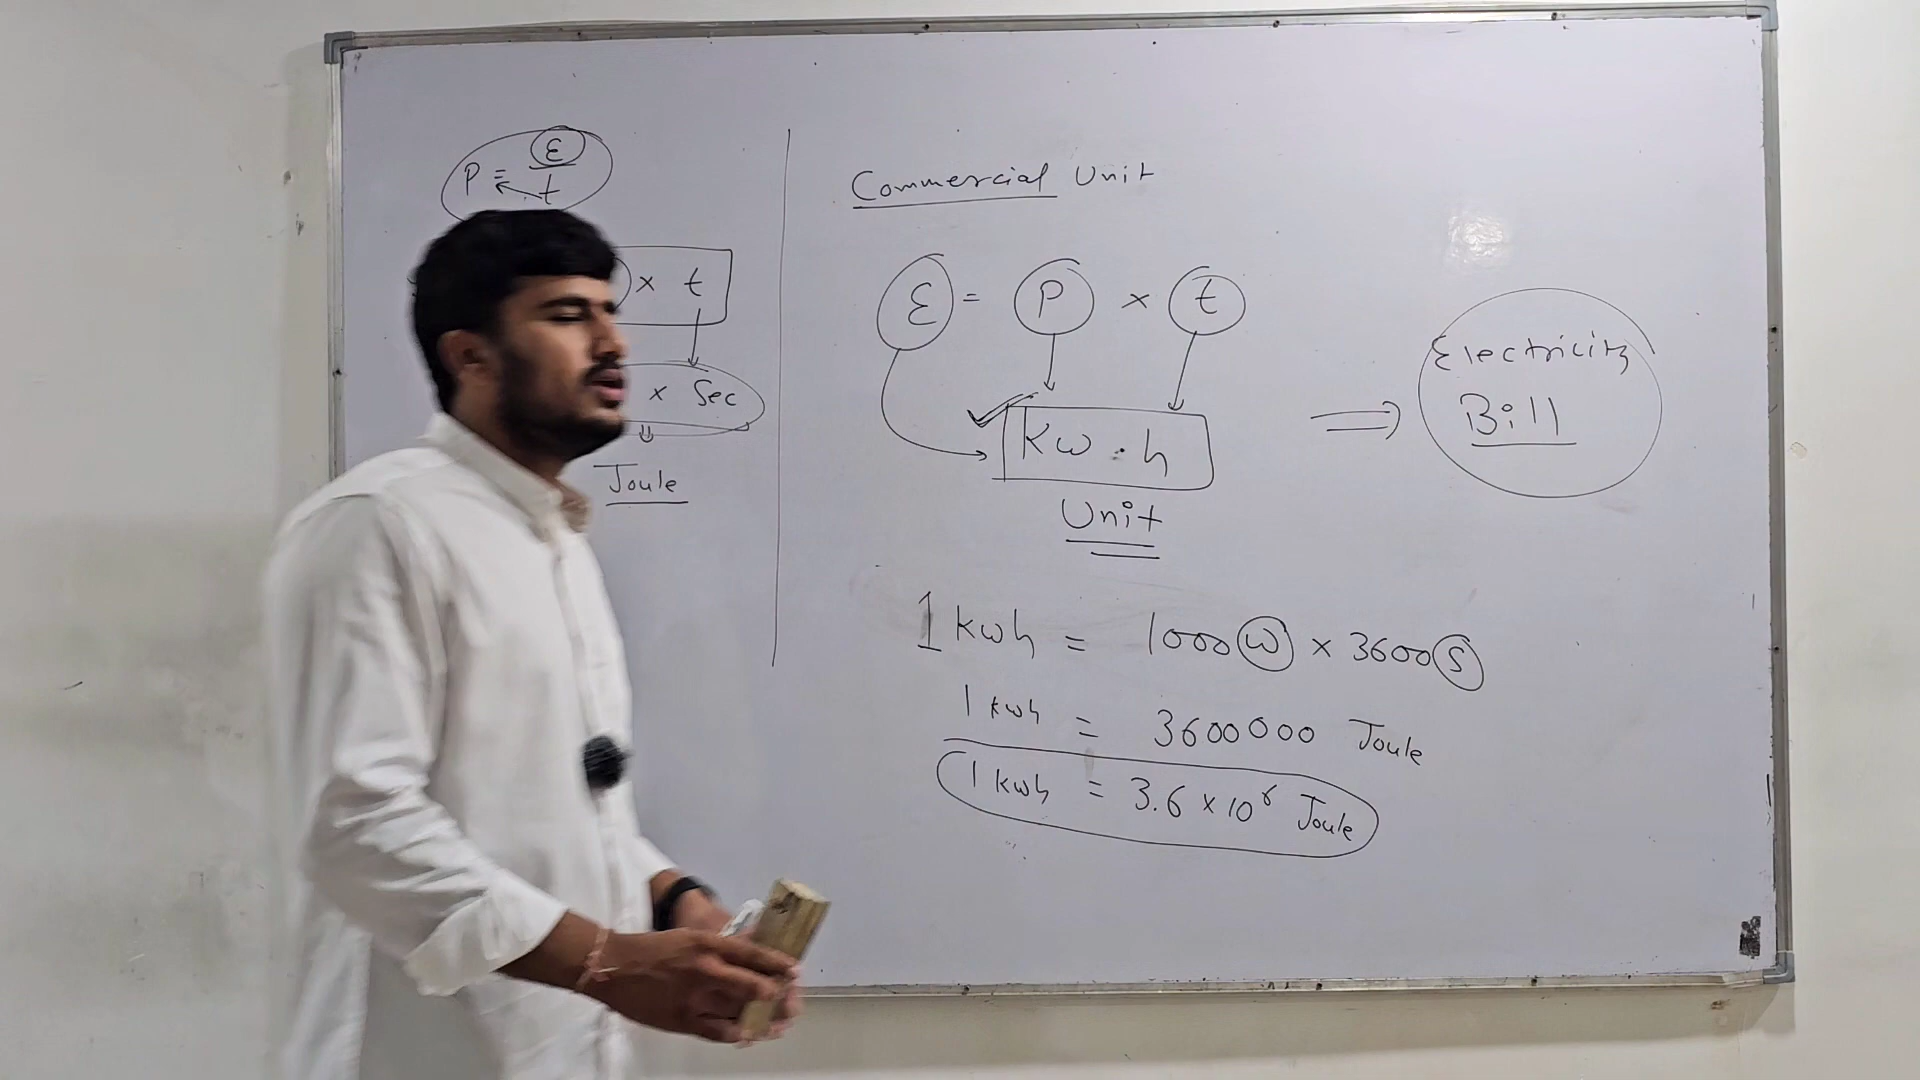 P = E/t
x t
x Sec
Joule
Commercial Unit
E = P x t
kw.h
Unit
Electricity
Bill
1 kwh = 1000 w x 3600 s
1 kwh = 3600000 Joule
1 kwh = 3.6 x 10⁶ Joule